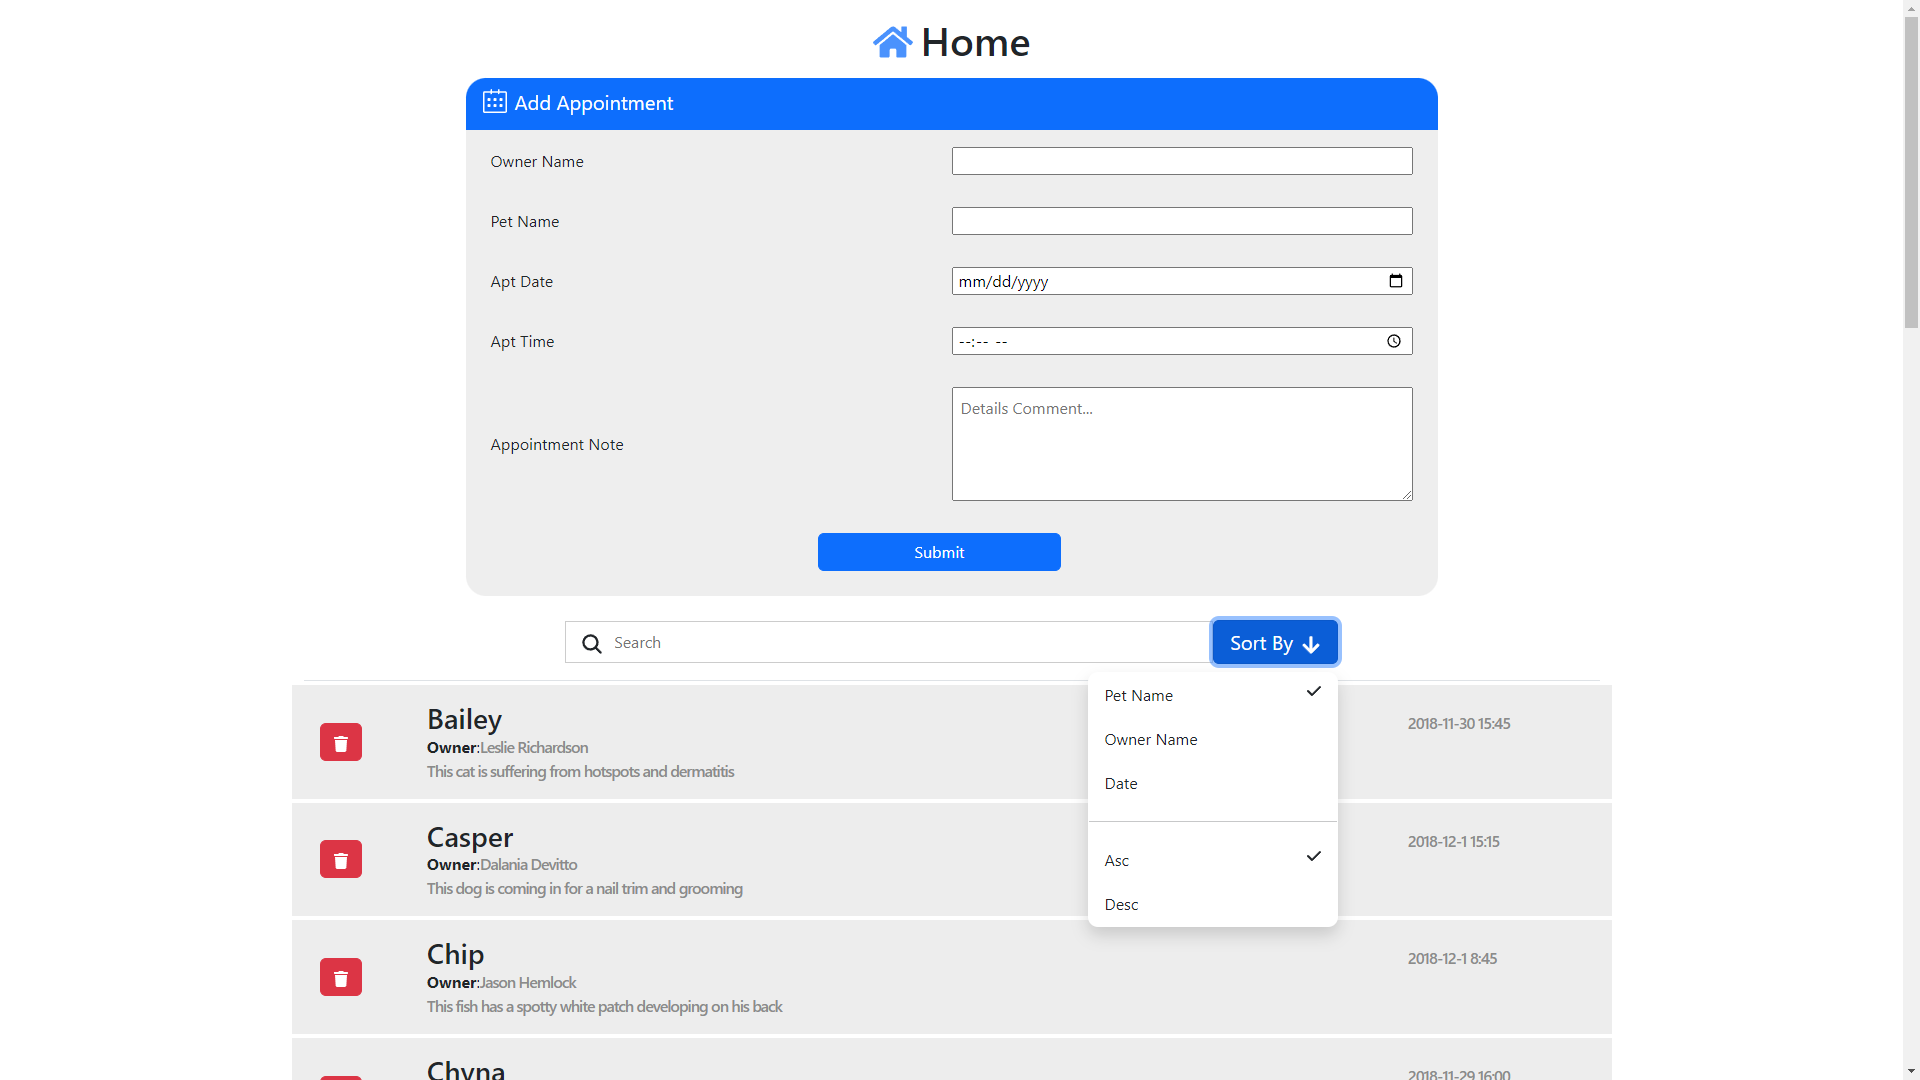 Home
Add Appointment
Owner Name
Pet Name
Apt Date
mm/dd/yyyy
Apt Time
--:-- --
Details Comment...
Appointment Note
Submit
Search
Sort By
Pet Name
Owner Name
Date
Asc
Desc
Bailey
2018-11-30 15:45
Owner:Leslie Richardson
This cat is suffering from hotspots and dermatitis
Casper
2018-12-1 15:15
Owner:Dalania Devitto
This dog is coming in for a nail trim and grooming
Chip
2018-12-1 8:45
Owner:Jason Hemlock
This fish has a spotty white patch developing on his back
Chyna
2018-11-29 16:00